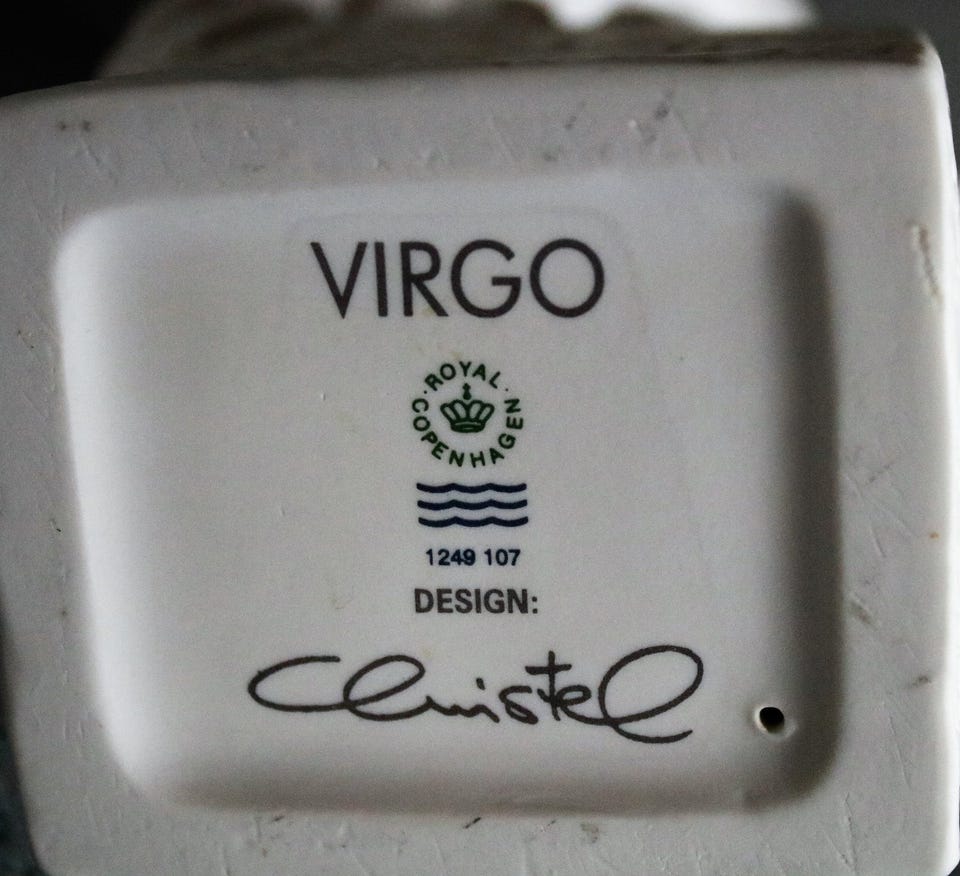 VIRGO
ROYAL
COPENHAGEN
1249 107
DESIGN:
Christel